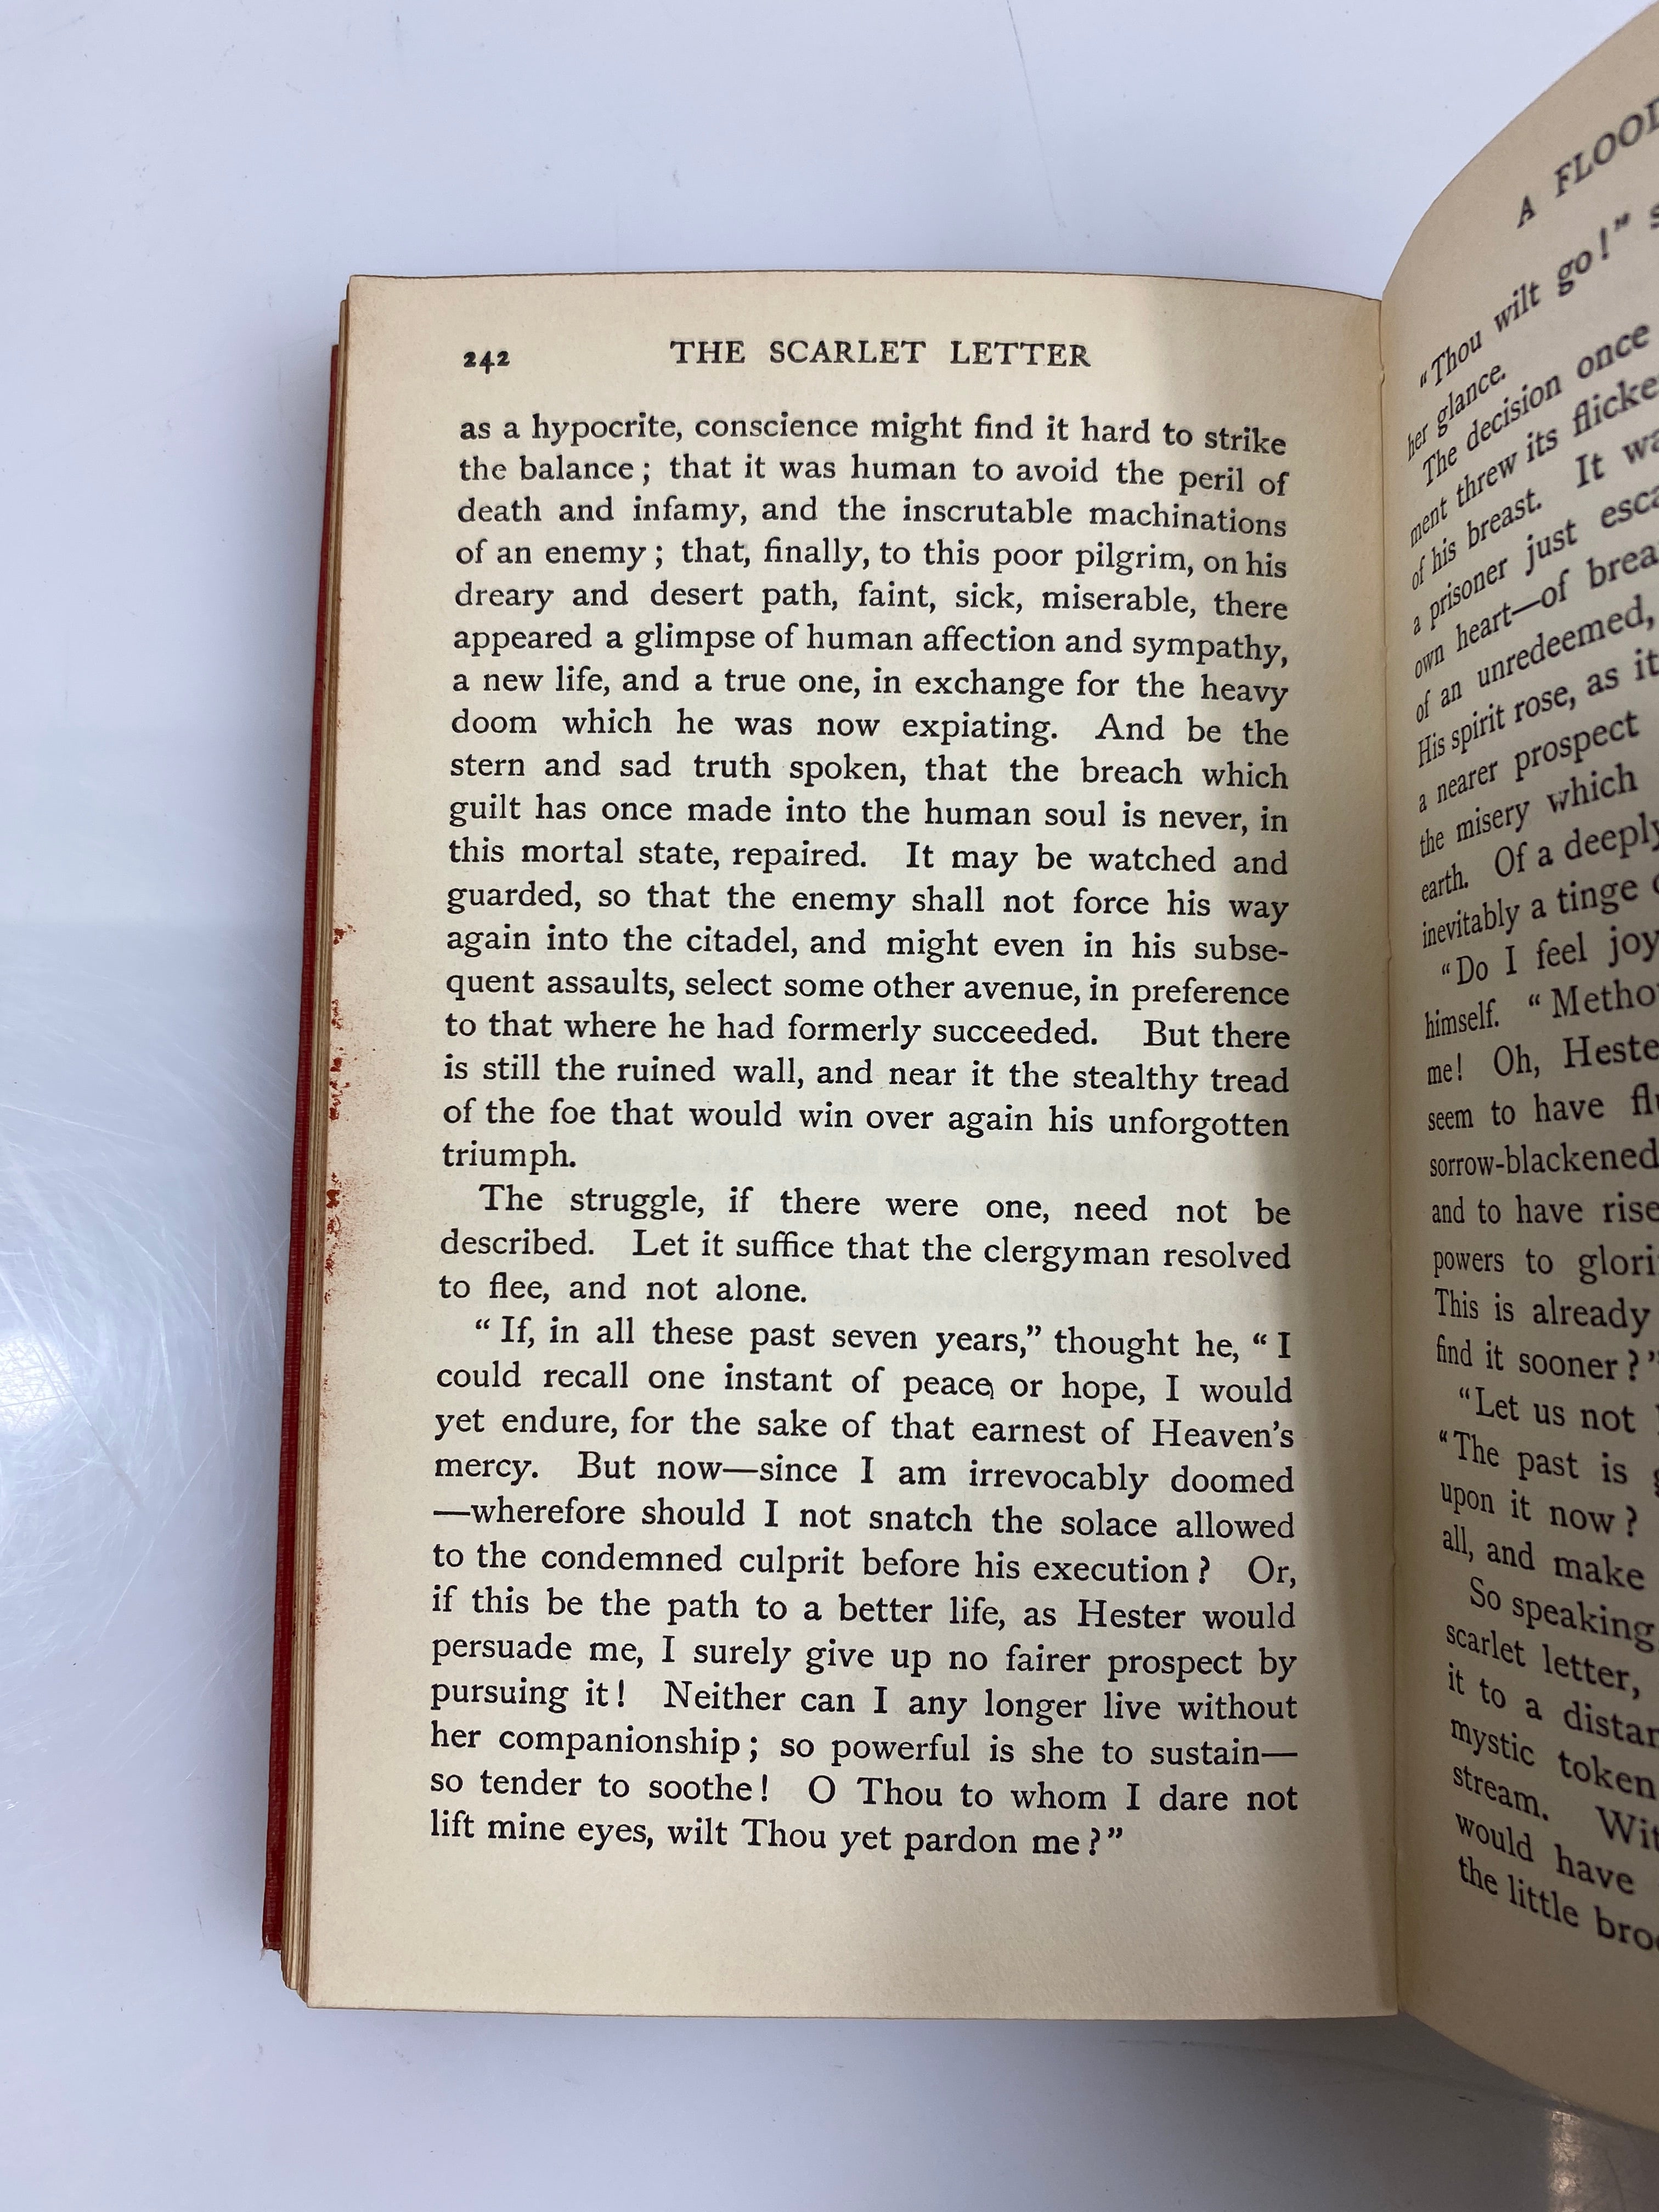 242 THE SCARLET LETTER
as a hypocrite, conscience might find it hard to strike
the balance ; that it was human to avoid the peril of
death and infamy, and the inscrutable machinations
of an enemy ; that, finally, to this poor pilgrim, on his
dreary and desert path, faint, sick, miserable, there
appeared a glimpse of human affection and sympathy,
a new life, and a true one, in exchange for the heavy
doom which he was now expiating. And be the
stern and sad truth spoken, that the breach which
guilt has once made into the human soul is never, in
this mortal state, repaired. It may be watched and
guarded, so that the enemy shall not force his way
again into the citadel, and might even in his subse-
quent assaults, select some other avenue, in preference
to that where he had formerly succeeded. But there
is still the ruined wall, and near it the stealthy tread
of the foe that would win over again his unforgotten
triumph.
The struggle, if there were one, need not be
described. Let it suffice that the clergyman resolved
to flee, and not alone.
“ If, in all these past seven years,” thought he, “ I
could recall one instant of peace, or hope, I would
yet endure, for the sake of that earnest of Heaven’s
mercy. But now—since I am irrevocably doomed
—wherefore should I not snatch the solace allowed
to the condemned culprit before his execution ? Or,
if this be the path to a better life, as Hester would
persuade me, I surely give up no fairer prospect by
pursuing it ! Neither can I any longer live without
her companionship ; so powerful is she to sustain—
so tender to soothe ! O Thou to whom I dare not
lift mine eyes, wilt Thou yet pardon me ?”
A FLOOD
“Thou wilt go !”
her glance.
The decision once
ment threw its
of his breast. It
a prisoner just
own heart—of
of an unredeemed,
His spirit rose, as it
a nearer prospect
the misery which
earth. Of a deeply
inevitably a tinge
“Do I feel joy
himself. “
me ! Oh,
seem to have
sorrow-blackened
and to have
powers to
This is already
find it sooner ?”
“Let us not
“The past is
upon it now ?
all, and make
So speaking,
scarlet letter,
it to a
mystic token
stream.
would have
the little